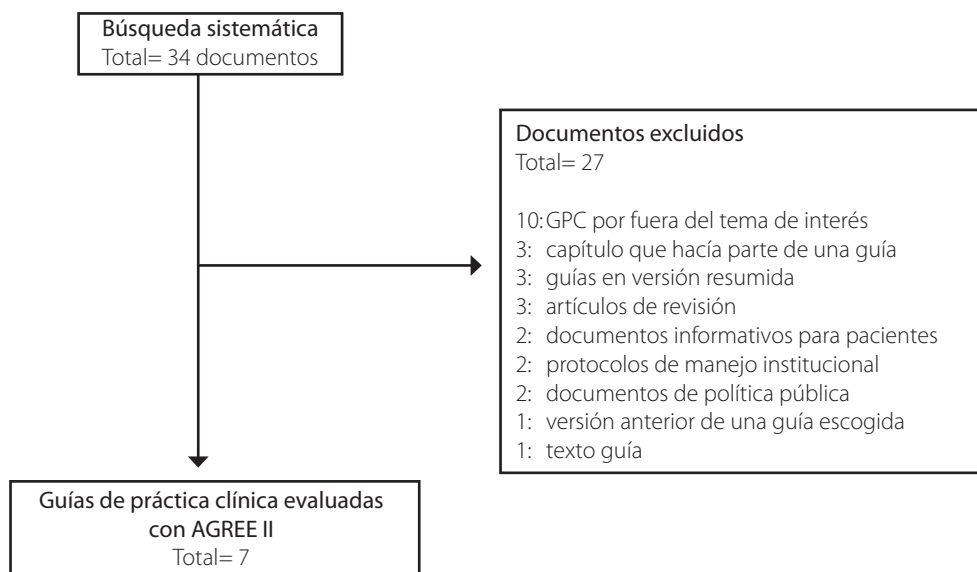 Búsqueda sistemática
Total= 34 documentos
Documentos excluidos
Total= 27
10: GPC por fuera del tema de interés
3: capítulo que hacía parte de una guía
3: guías en versión resumida
3: artículos de revisión
2: documentos informativos para pacientes
2: protocolos de manejo institucional
2: documentos de política pública
1: versión anterior de una guía escogida
1: texto guía
Guías de práctica clínica evaluadas
con AGREE II
Total= 7